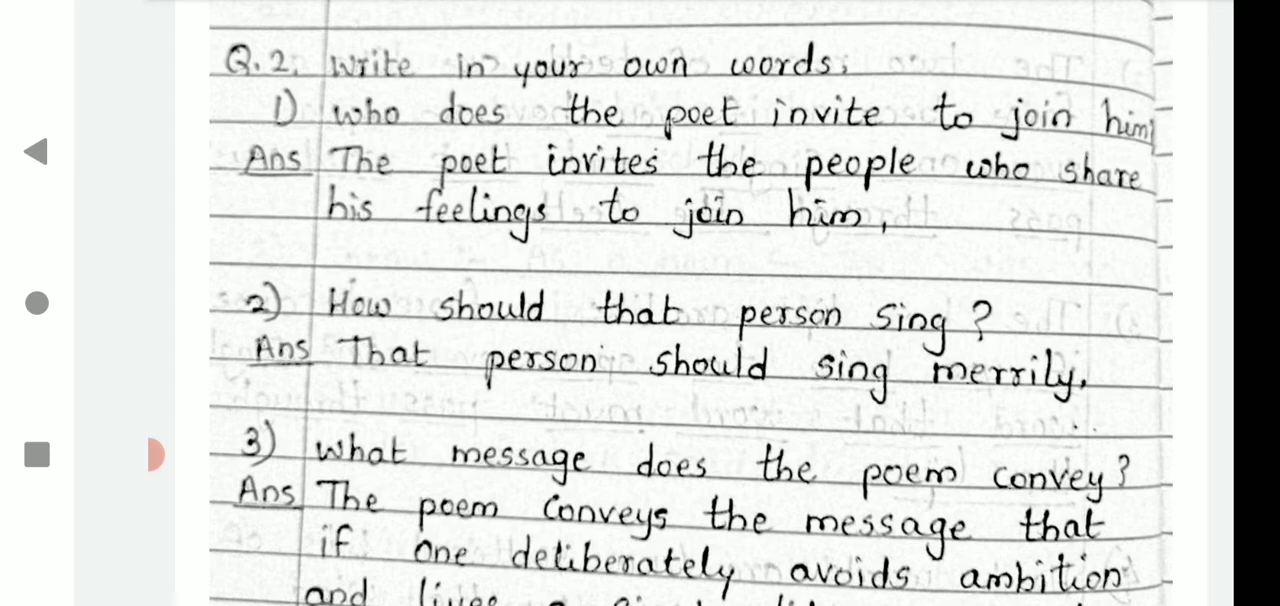 Q.2. Write in your own words.
1) who does the poet invite to join him?
Ans The poet invites the people who share
his feelings to join him.
2) How should that person sing?
Ans That person should sing merrily.
3) what message does the poem convey?
Ans The poem conveys the message that
if one deliberately avoids ambition
and